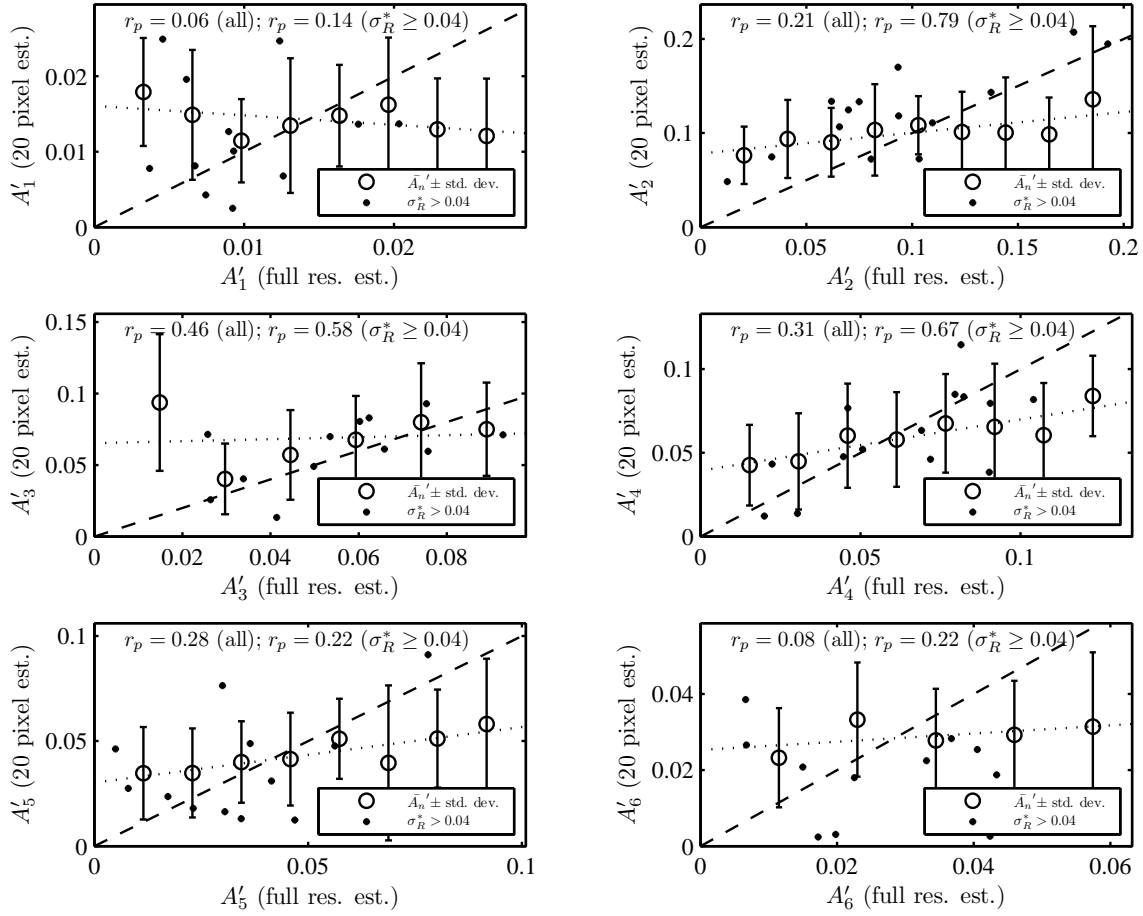 r_p = 0.06 (all); r_p = 0.14 (σ*_R ≥ 0.04)
0.02
0.01
0
0 0.01 0.02
A′_1 (20 pixel est.)
A′_1 (full res. est.)
Ā_n′ ± std. dev.
σ*_R > 0.04
r_p = 0.21 (all); r_p = 0.79 (σ*_R ≥ 0.04)
0.2
0.1
0
0 0.05 0.1 0.15 0.2
A′_2 (20 pixel est.)
A′_2 (full res. est.)
Ā_n′ ± std. dev.
σ*_R > 0.04
r_p = 0.46 (all); r_p = 0.58 (σ*_R ≥ 0.04)
0.15
0.1
0.05
0
0 0.02 0.04 0.06 0.08
A′_3 (20 pixel est.)
A′_3 (full res. est.)
Ā_n′ ± std. dev.
σ*_R > 0.04
r_p = 0.31 (all); r_p = 0.67 (σ*_R ≥ 0.04)
0.1
0.05
0
0 0.05 0.1
A′_4 (20 pixel est.)
A′_4 (full res. est.)
Ā_n′ ± std. dev.
σ*_R > 0.04
r_p = 0.28 (all); r_p = 0.22 (σ*_R ≥ 0.04)
0.1
0.05
0
0 0.05 0.1
A′_5 (20 pixel est.)
A′_5 (full res. est.)
Ā_n′ ± std. dev.
σ*_R > 0.04
r_p = 0.08 (all); r_p = 0.22 (σ*_R ≥ 0.04)
0.04
0.02
0
0 0.02 0.04 0.06
A′_6 (20 pixel est.)
A′_6 (full res. est.)
Ā_n′ ± std. dev.
σ*_R > 0.04